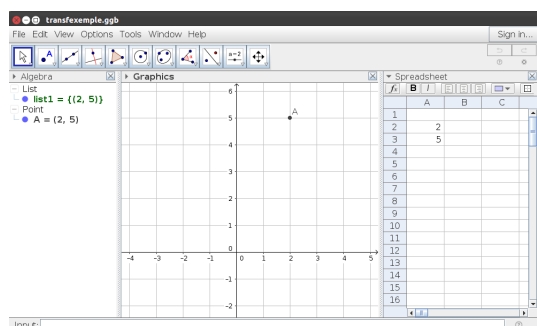 transfexemple.ggb
File Edit View Options Tools Window Help
Sign in...
A
a=2
Algebra
List
list1 = {(2, 5)}
Point
A = (2, 5)
Graphics
6
5
4
3
2
1
0
-1
-2
-4 -3 -2 -1 0 1 2 3 4 5
A
Spreadsheet
fx B I
A B C
1
2 2
3 5
4
5
6
7
8
9
10
11
12
13
14
15
16
Input: